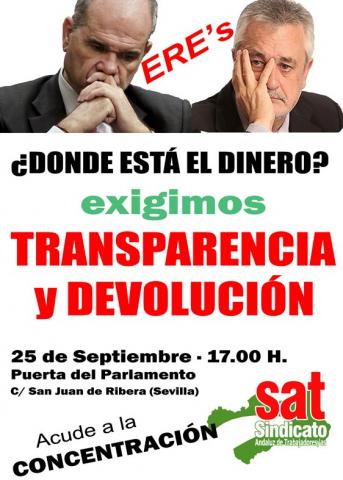 ERE's
¿DONDE ESTÁ EL DINERO?
exigimos
TRANSPARENCIA
y DEVOLUCIÓN
25 de Septiembre - 17.00 H.
Puerta del Parlamento
C/ San Juan de Ribera (Sevilla)
Acude a la
CONCENTRACIÓN
sat
Sindicato
Andaluz de Trabajadores/as